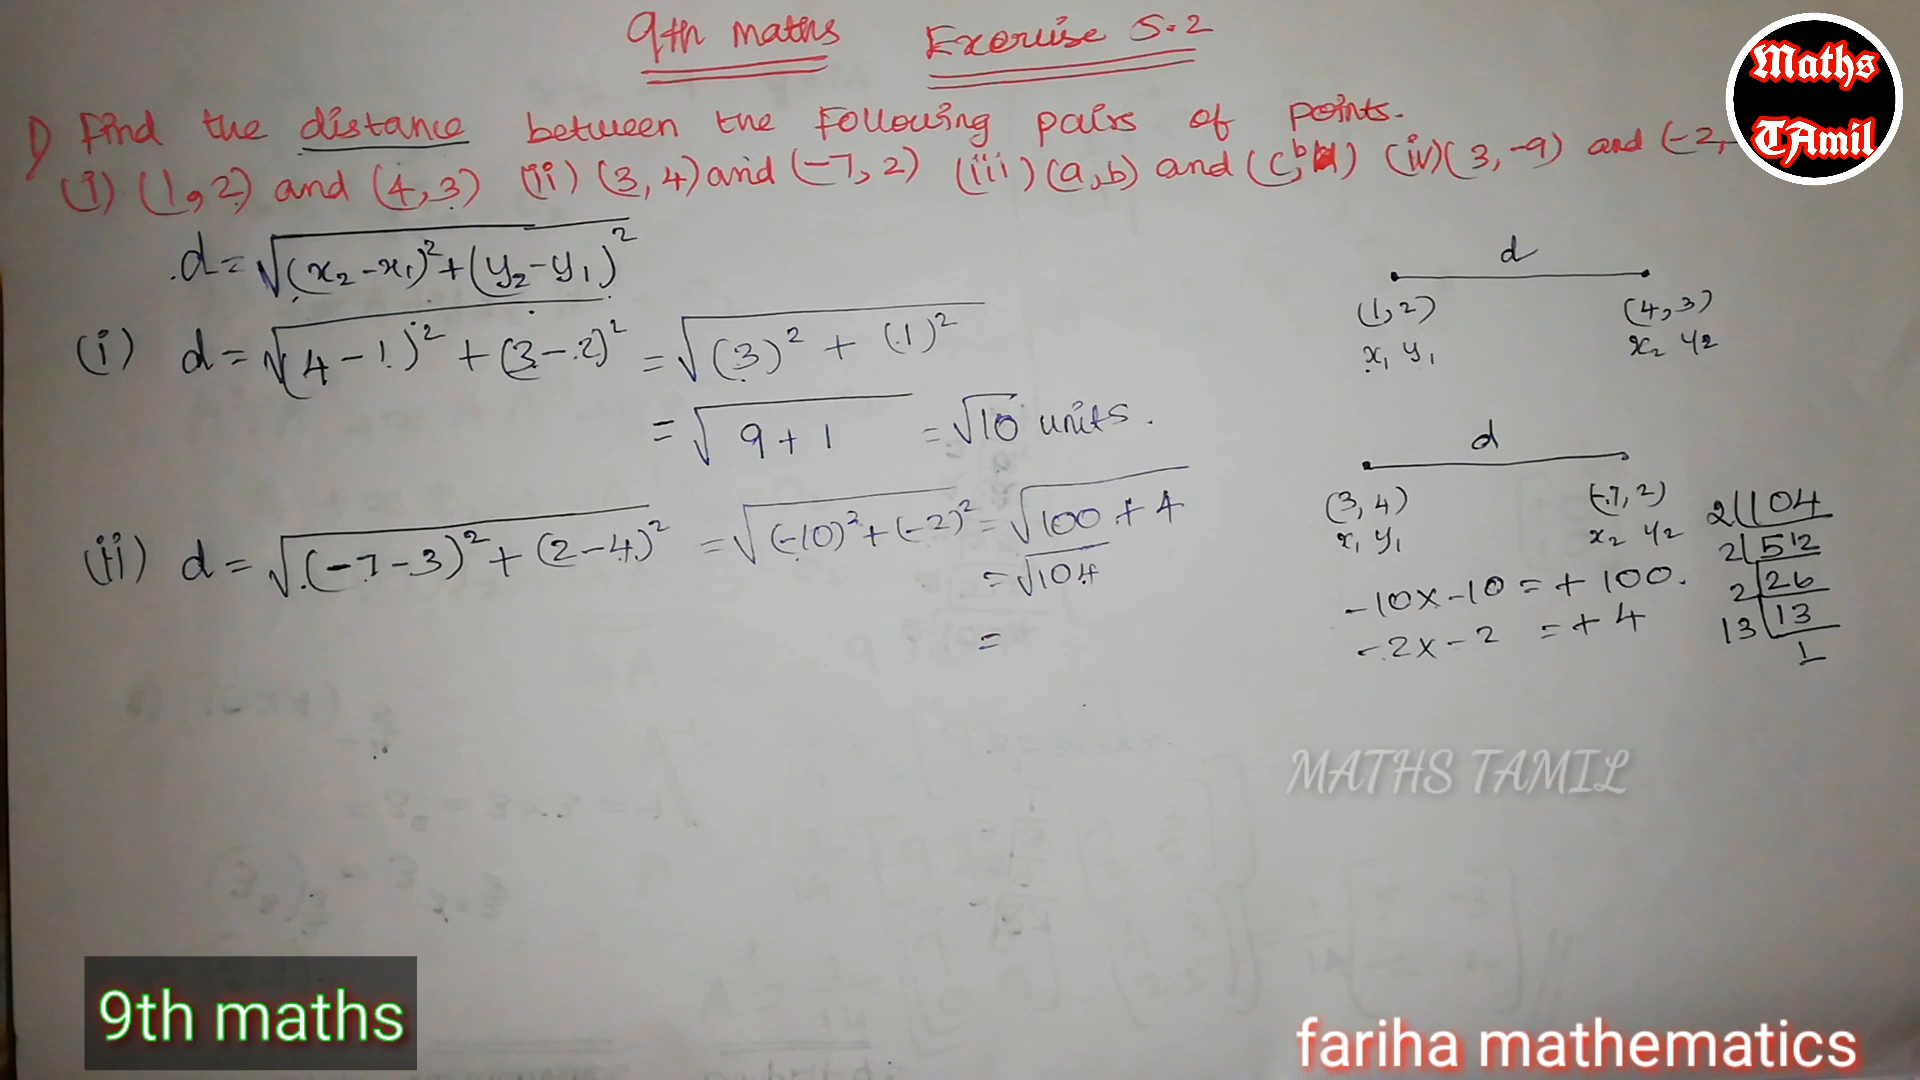 9th maths Exercise 5.2
1) Find the distance between the following pairs of points.
(i) (1,2) and (4,3) (ii) (3,4) and (-7,2) (iii) (a,b) and (c,b) (iv) (3,-9) and (-2,
d = √(x₂-x₁)²+(y₂-y₁)²
(i) d = √(4-1)² + (3-2)² = √(3)² + (1)²
= √9+1 = √10 units.
(ii) d = √(-7-3)² + (2-4)² = √(-10)²+(-2)² = √100+4
= √104
=
d
(1,2) (4,3)
x₁ y₁ x₂ y₂
d
(3,4) (-7,2)
x₁ y₁ x₂ y₂
-10x-10 = +100.
-2x-2 = +4
2 104
2 52
2 26
13 13
1
Maths
TAmil
MATHS TAMIL
9th maths
fariha mathematics